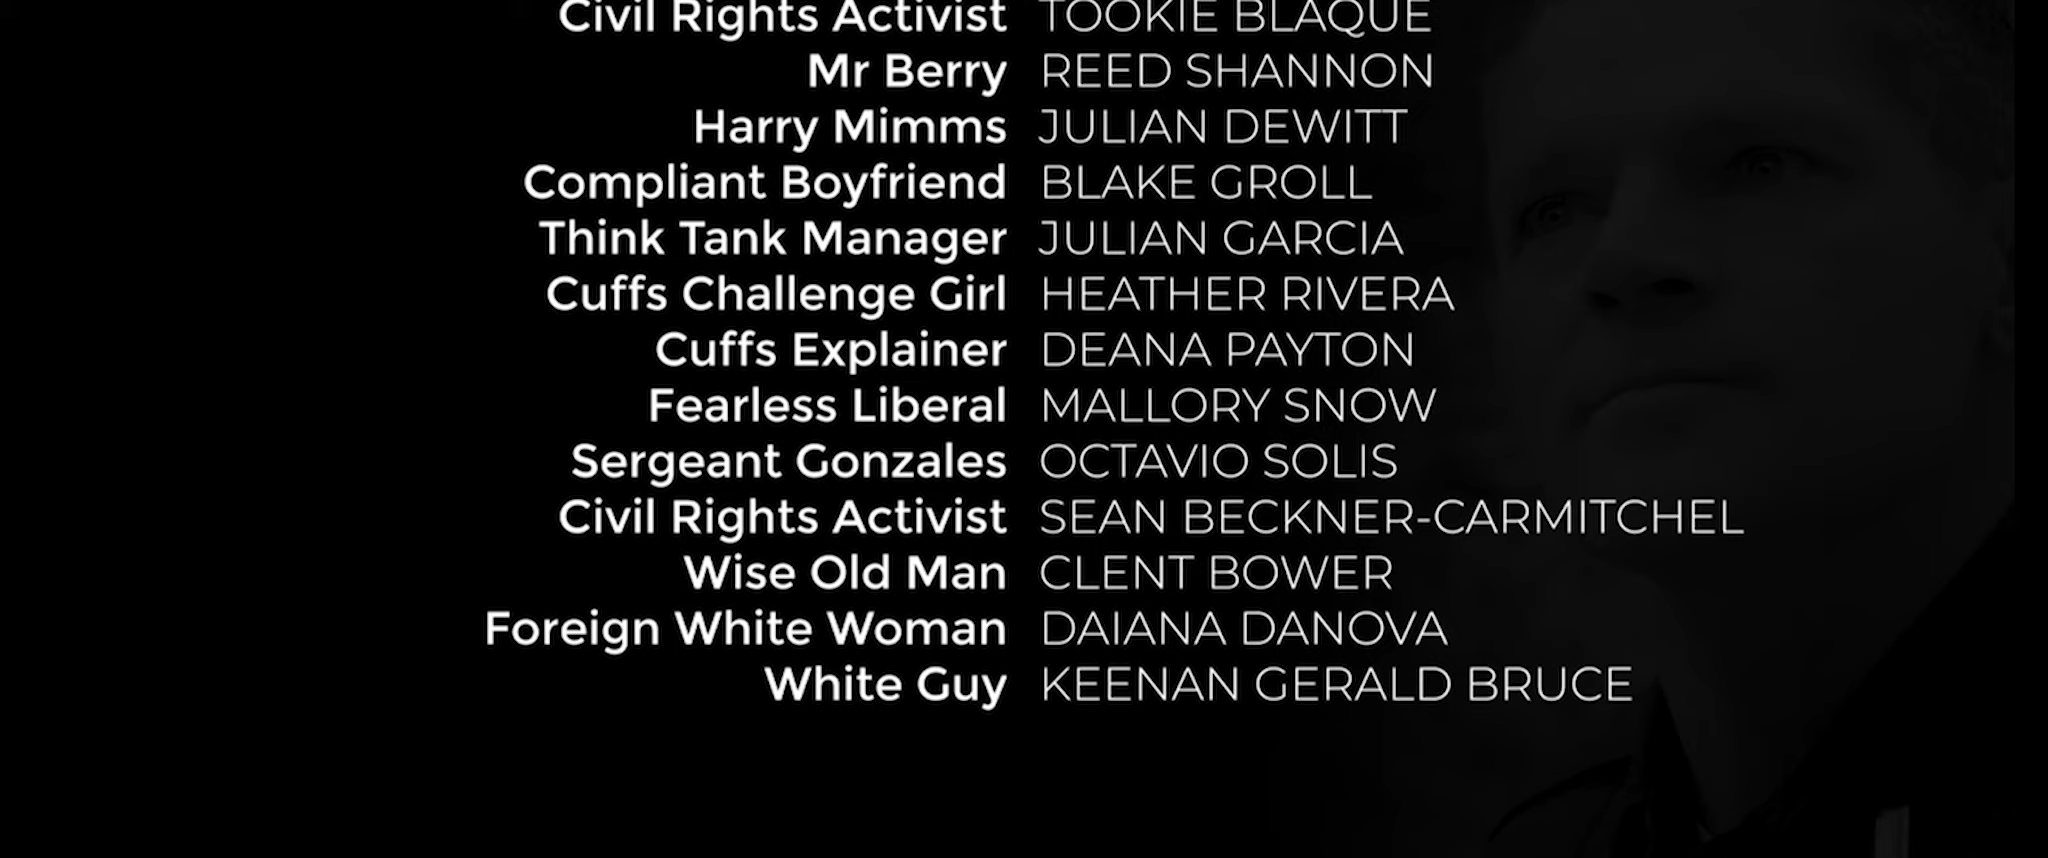 Civil Rights Activist TOOKIE BLAQUE
Mr Berry REED SHANNON
Harry Mimms JULIAN DEWITT
Compliant Boyfriend BLAKE GROLL
Think Tank Manager JULIAN GARCIA
Cuffs Challenge Girl HEATHER RIVERA
Cuffs Explainer DEANA PAYTON
Fearless Liberal MALLORY SNOW
Sergeant Gonzales OCTAVIO SOLIS
Civil Rights Activist SEAN BECKNER-CARMITCHEL
Wise Old Man CLENT BOWER
Foreign White Woman DAIANA DANOVA
White Guy KEENAN GERALD BRUCE